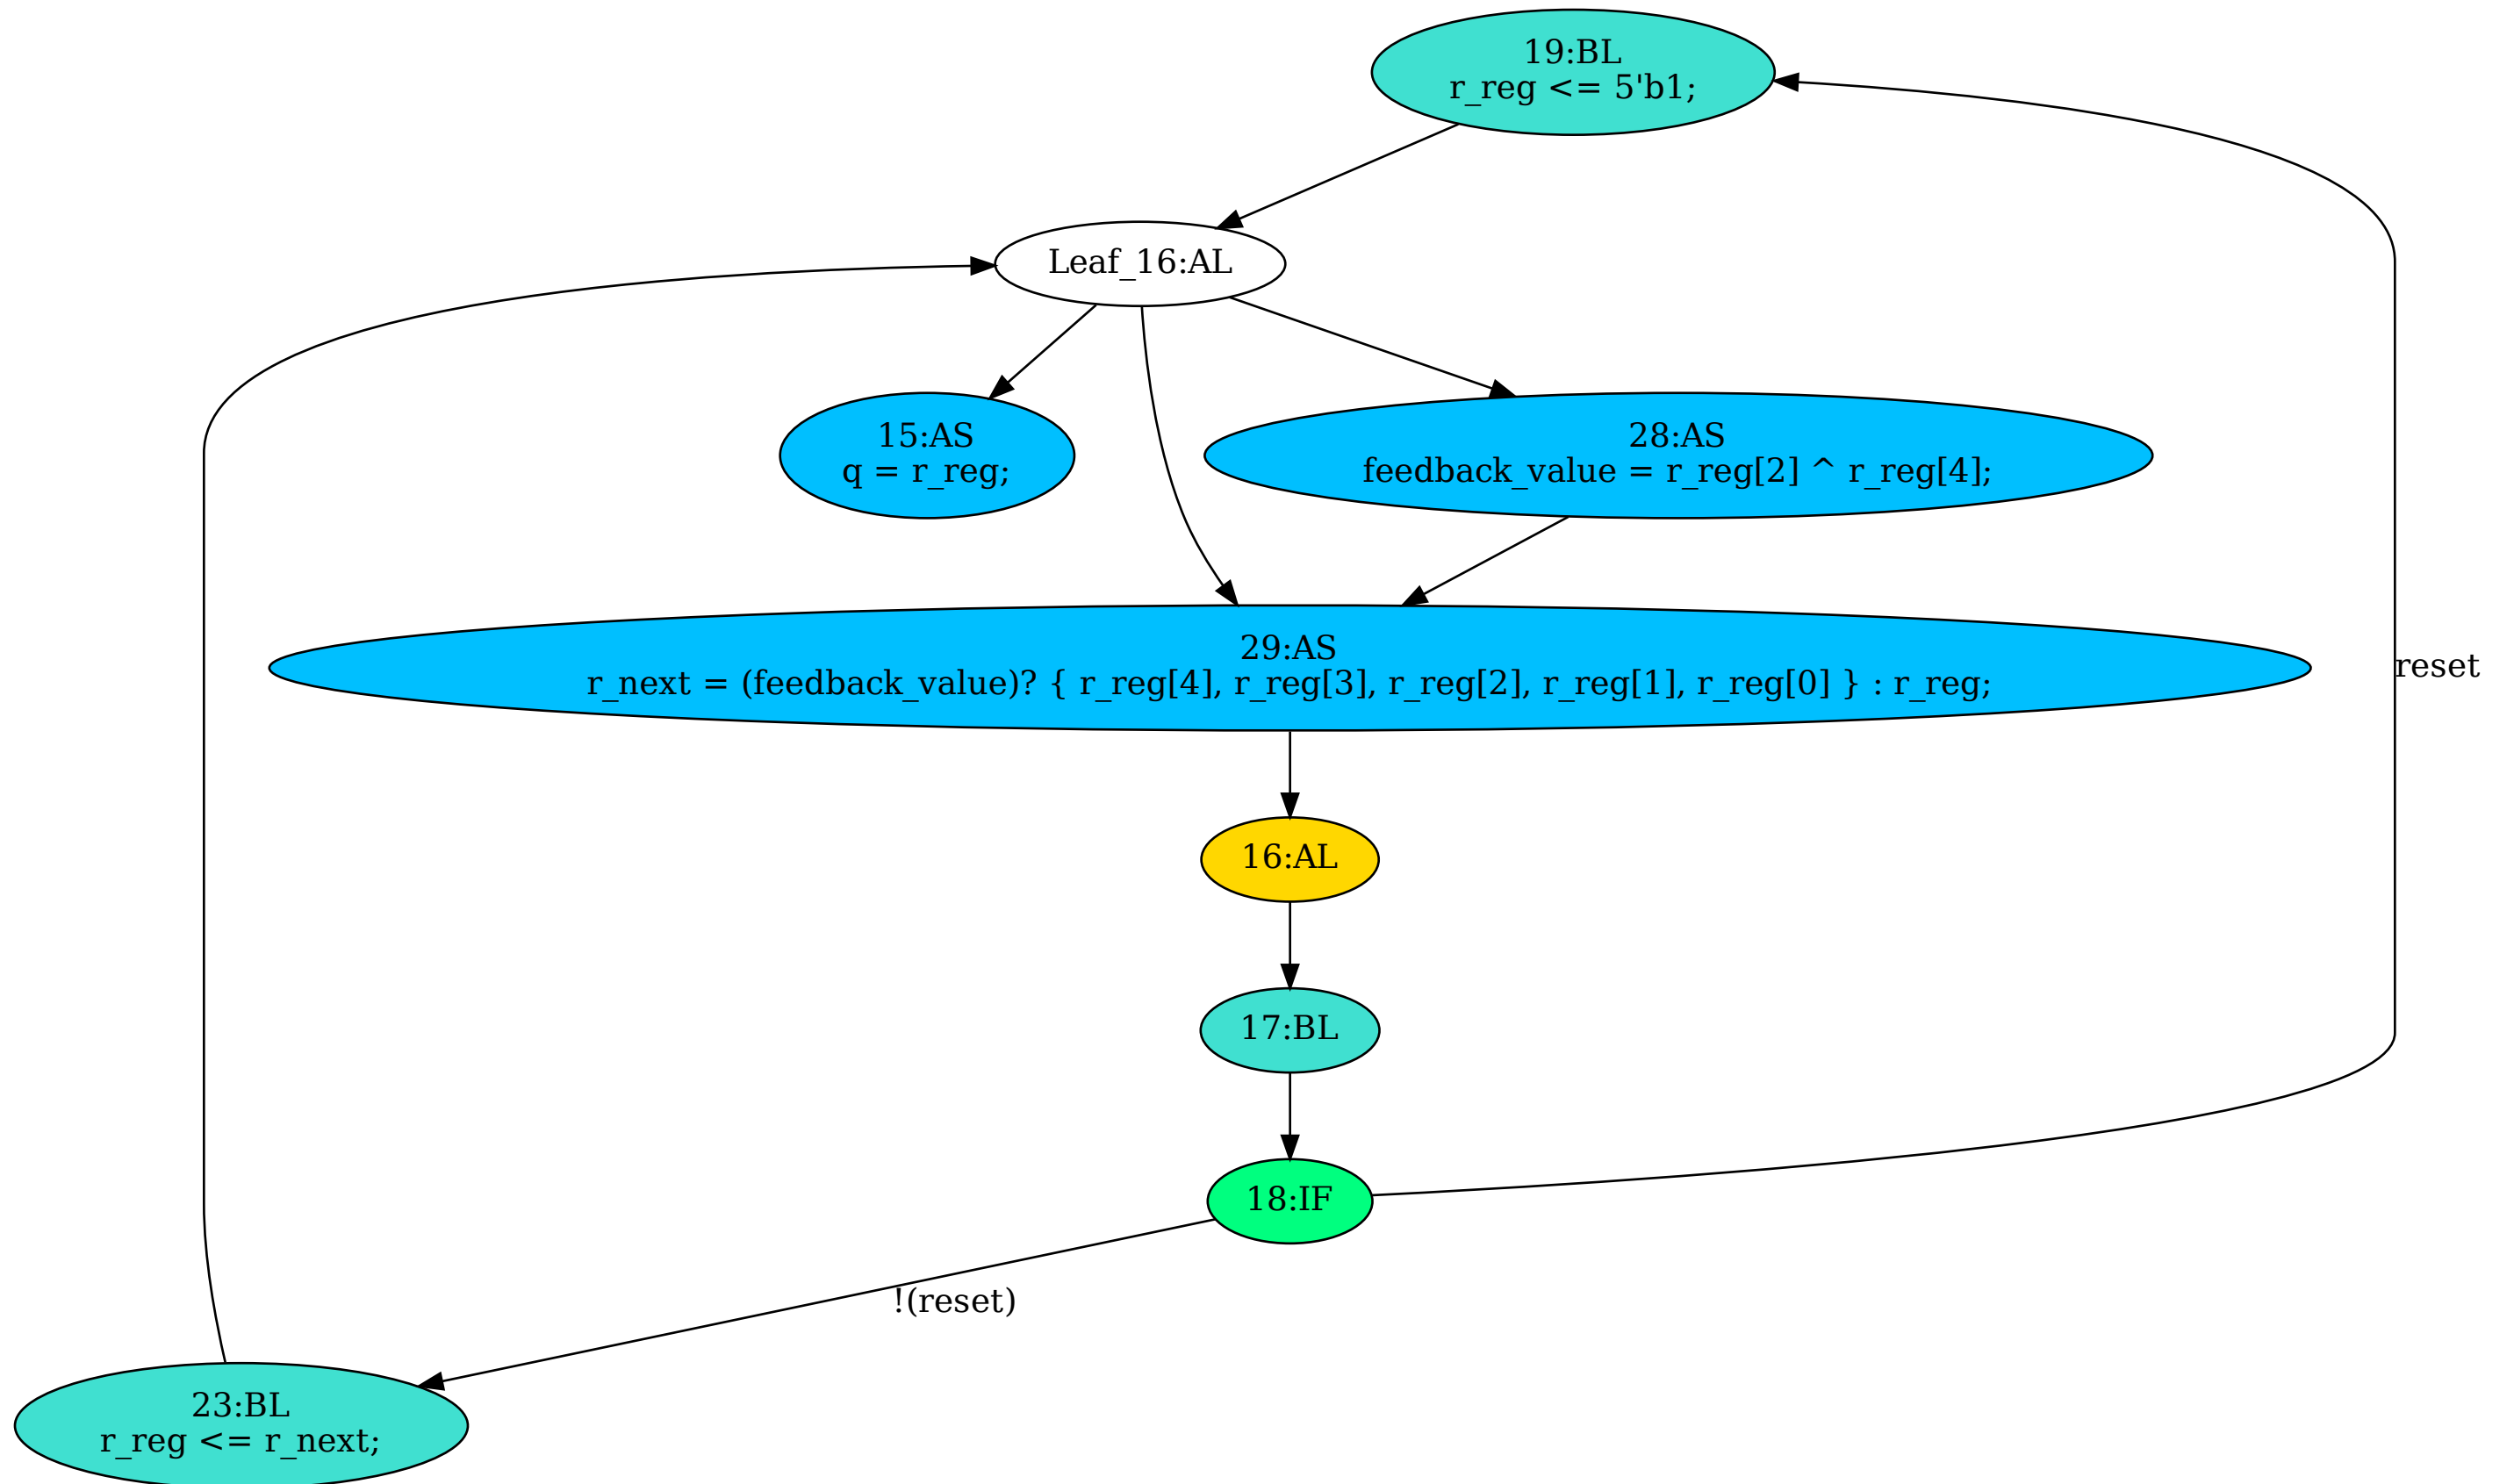 19:BL
r_reg <= 5'b1;
Leaf_16:AL
15:AS
q = r_reg;
28:AS
feedback_value = r_reg[2] ^ r_reg[4];
29:AS
r_next = (feedback_value)? { r_reg[4], r_reg[3], r_reg[2], r_reg[1], r_reg[0] } : r_reg;
reset
16:AL
17:BL
18:IF
!(reset)
23:BL
r_reg <= r_next;